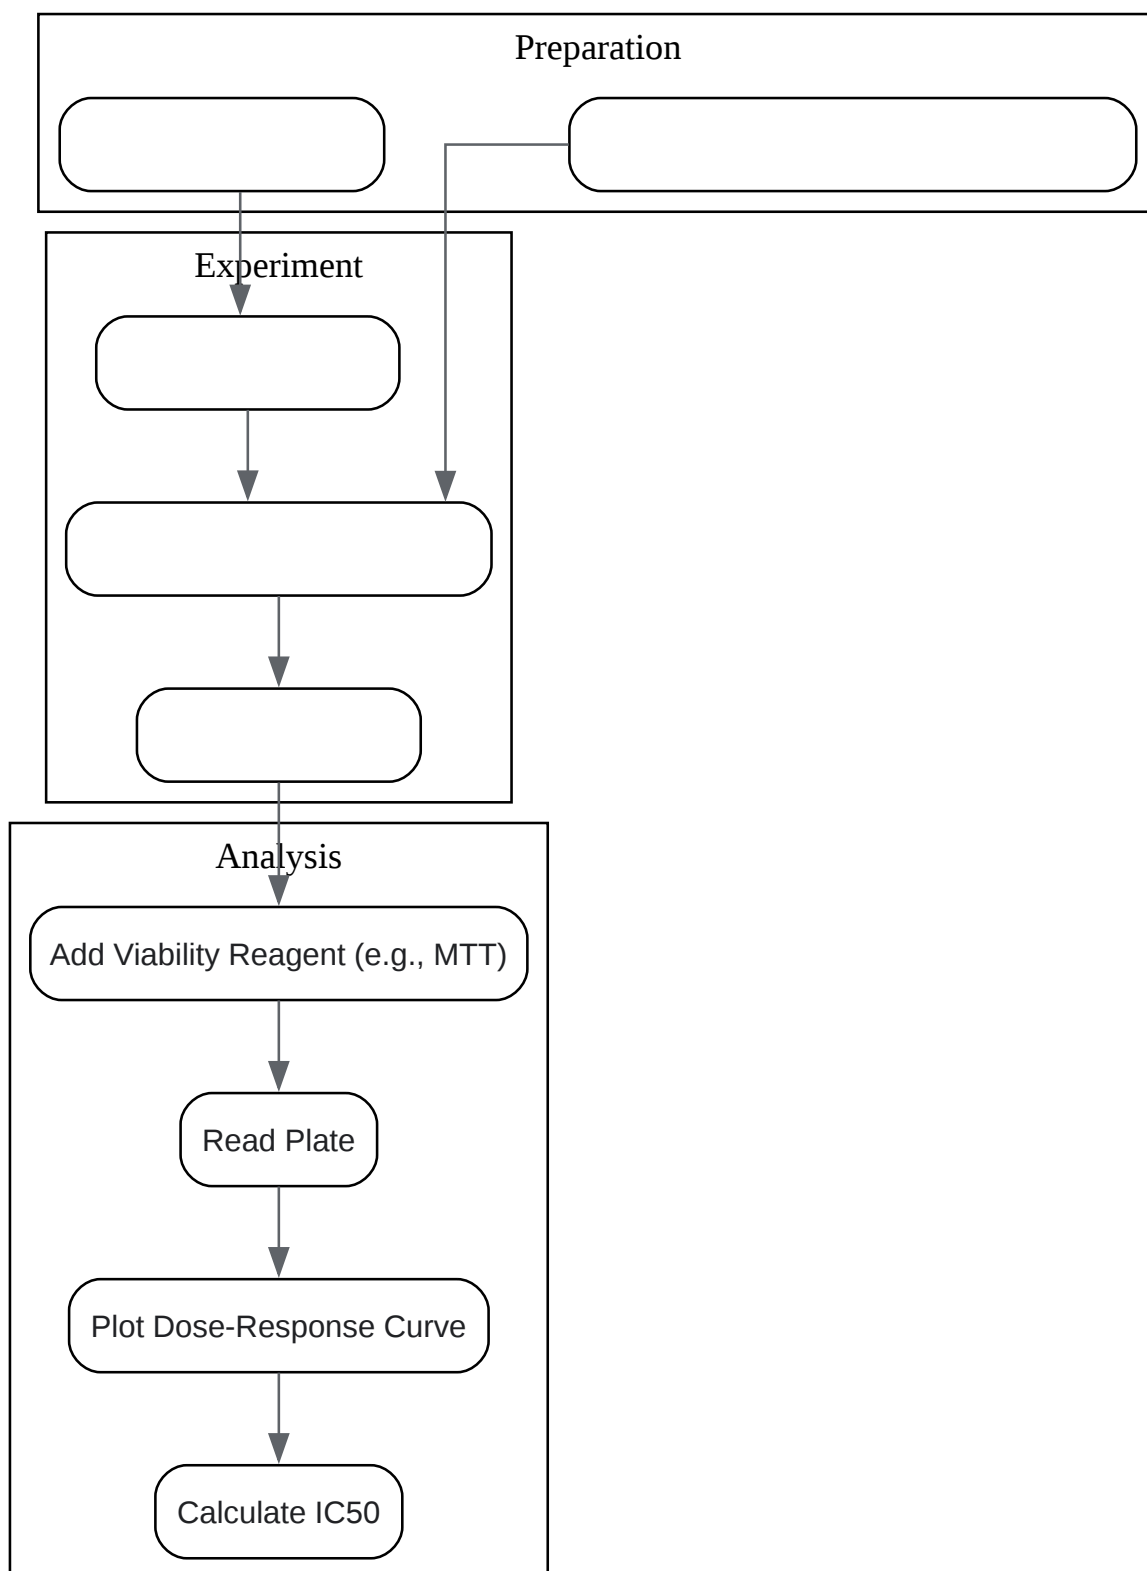 Preparation
Experiment
Analysis
Add Viability Reagent (e.g., MTT)
Read Plate
Plot Dose-Response Curve
Calculate IC50